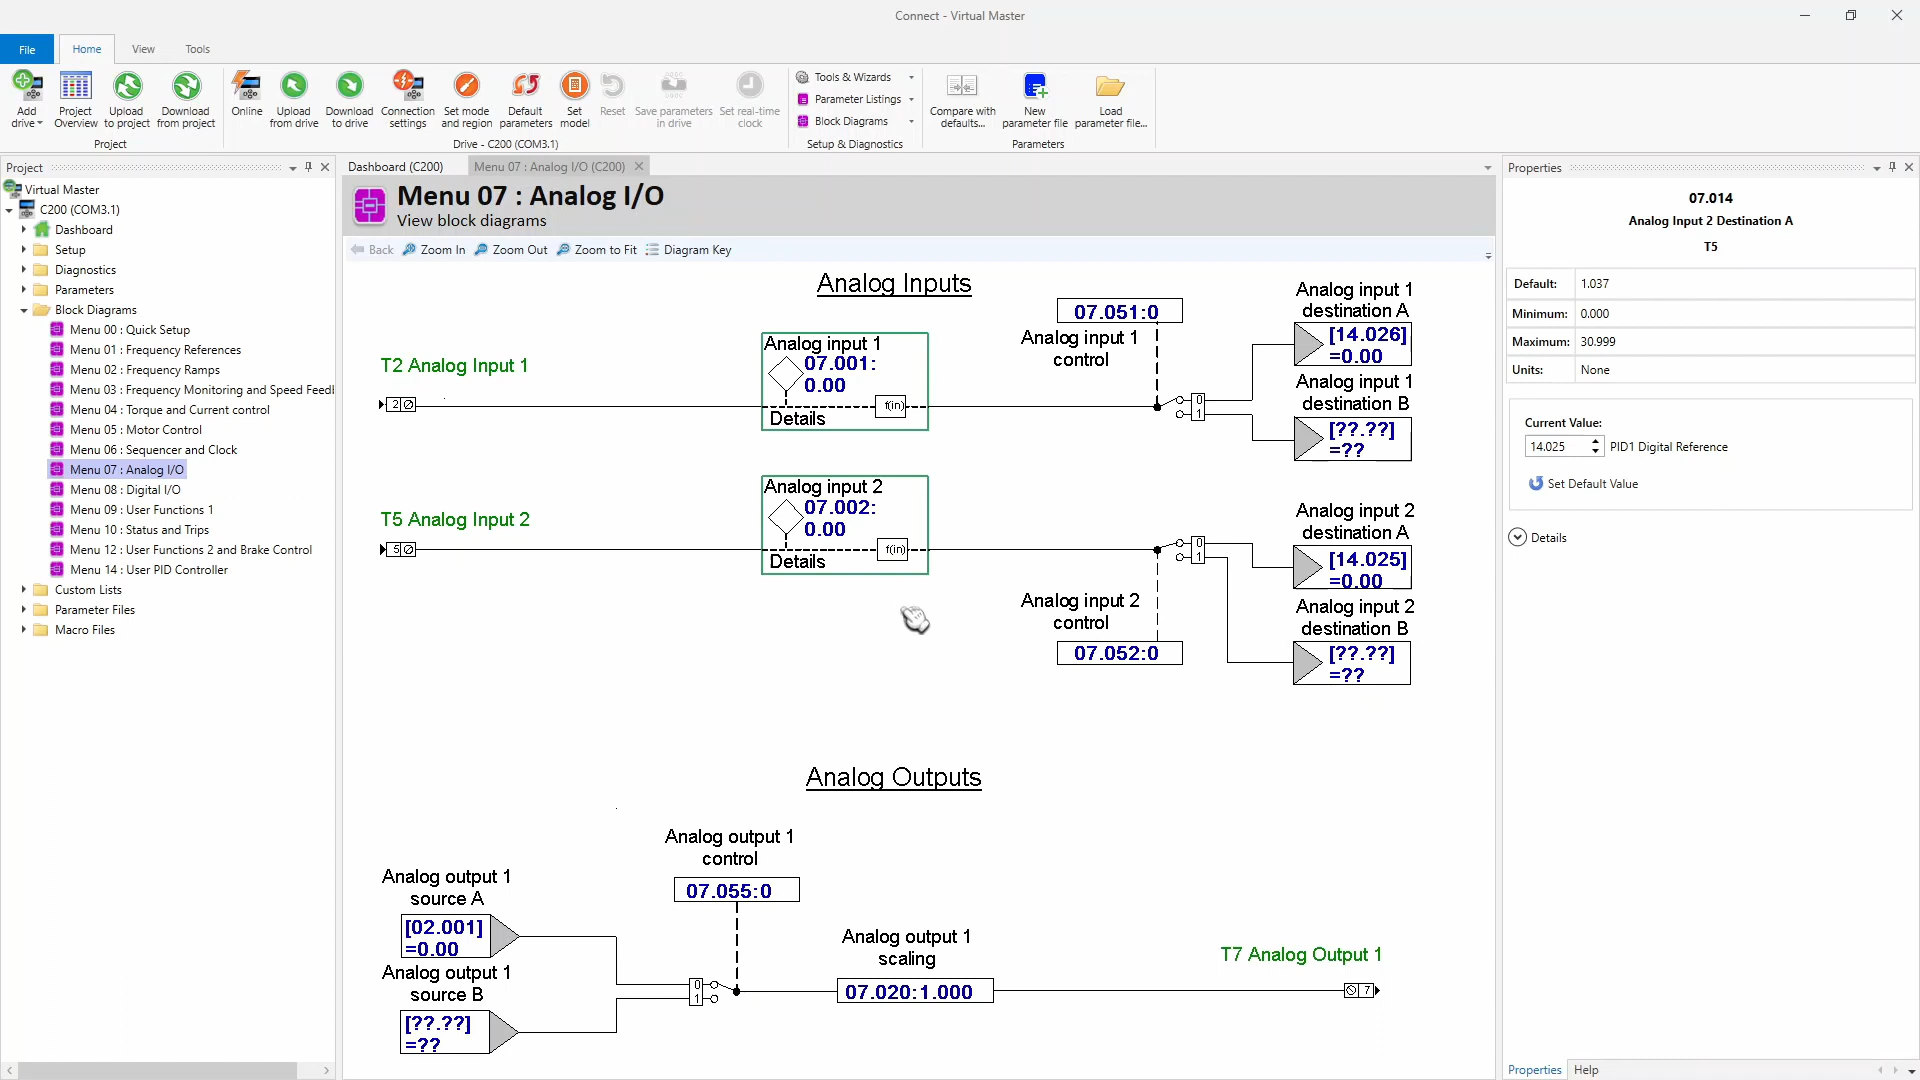 Connect - Virtual Master
File
Home
View
Tools
Add
drive
Project
Overview
Upload
to project
Download
from project
Project
Online
Upload
from drive
Download
to drive
Connection
settings
Set mode
and region
Default
parameters
Set
model
Reset
Save parameters
in drive
Set real-time
clock
Drive - C200 (COM3.1)
Tools & Wizards
Parameter Listings
Block Diagrams
Setup & Diagnostics
Compare with
defaults...
New
parameter file
Load
parameter file...
Parameters
Project
Virtual Master
C200 (COM3.1)
Dashboard
Setup
Diagnostics
Parameters
Block Diagrams
Menu 00 : Quick Setup
Menu 01 : Frequency References
Menu 02 : Frequency Ramps
Menu 03 : Frequency Monitoring and Speed Feedb
Menu 04 : Torque and Current control
Menu 05 : Motor Control
Menu 06 : Sequencer and Clock
Menu 07 : Analog I/O
Menu 08 : Digital I/O
Menu 09 : User Functions 1
Menu 10 : Status and Trips
Menu 12 : User Functions 2 and Brake Control
Menu 14 : User PID Controller
Custom Lists
Parameter Files
Macro Files
Dashboard (C200)
Menu 07 : Analog I/O (C200)
Menu 07 : Analog I/O
View block diagrams
Back
Zoom In
Zoom Out
Zoom to Fit
Diagram Key
Analog Inputs
T2 Analog Input 1
2
Analog input 1
07.001:
0.00
f(in)
Details
07.051:0
Analog input 1
control
0
1
Analog input 1
destination A
[14.026]
=0.00
Analog input 1
destination B
[??.??]
=??
T5 Analog Input 2
5
Analog input 2
07.002:
0.00
f(in)
Details
Analog input 2
control
07.052:0
0
1
Analog input 2
destination A
[14.025]
=0.00
Analog input 2
destination B
[??.??]
=??
Analog Outputs
Analog output 1
control
07.055:0
Analog output 1
source A
[02.001]
=0.00
Analog output 1
source B
[??.??]
=??
0
1
Analog output 1
scaling
07.020:1.000
T7 Analog Output 1
7
Properties
07.014
Analog Input 2 Destination A
T5
Default: 1.037
Minimum: 0.000
Maximum: 30.999
Units: None
Current Value:
14.025 PID1 Digital Reference
Set Default Value
Details
Properties
Help